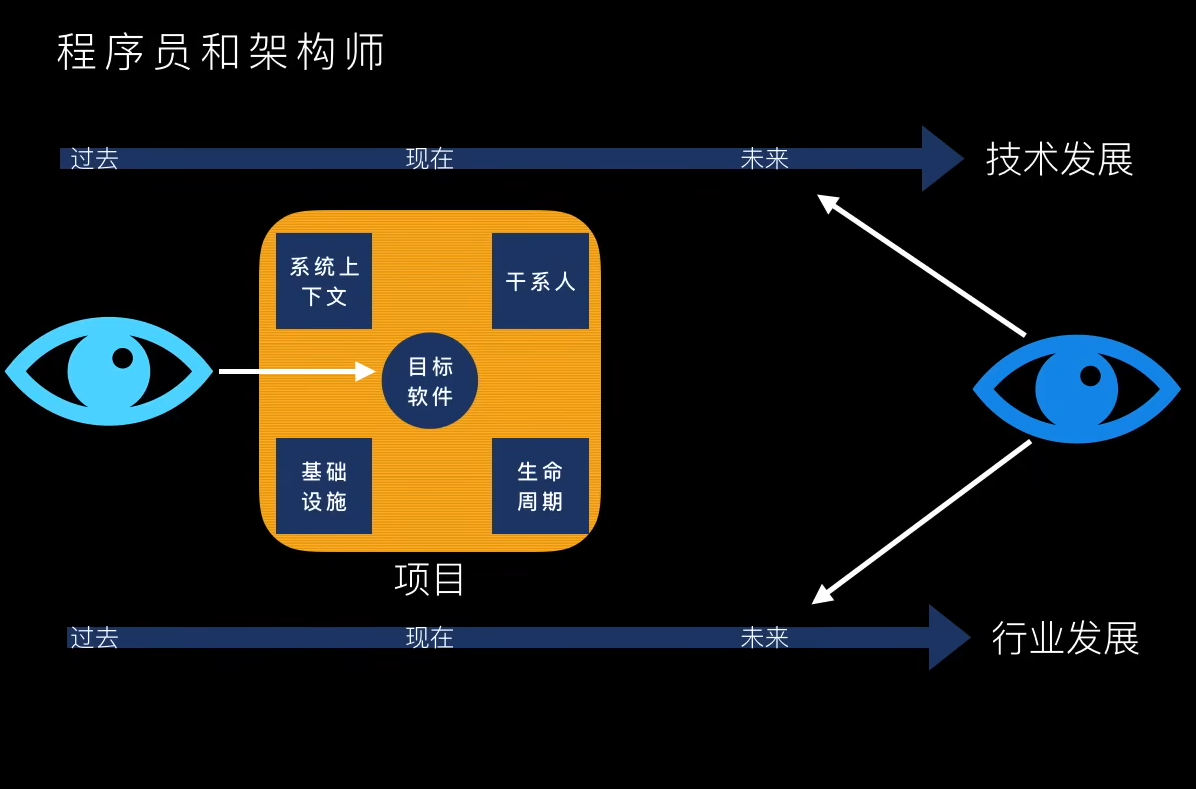 程序员和架构师
过去 现在 未来
技术发展
系统上
下文
干系人
目标
软件
基础
设施
生命
周期
项目
过去 现在 未来
行业发展